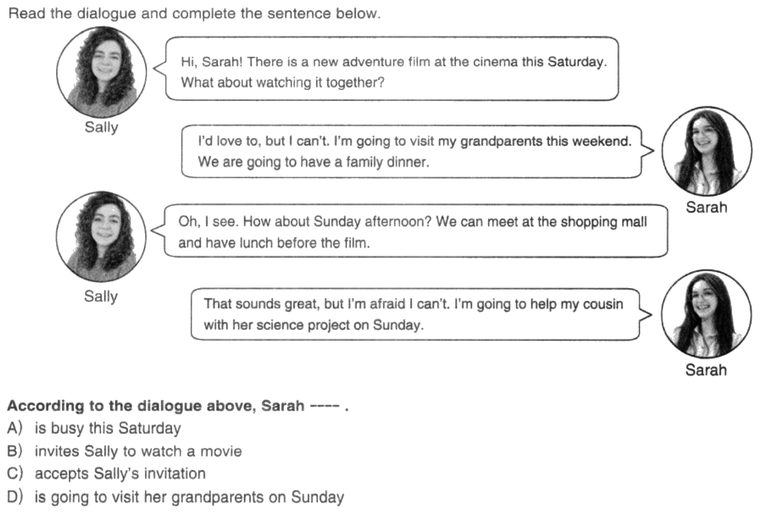 Read the dialogue and complete the sentence below.
Hi, Sarah! There is a new adventure film at the cinema this Saturday.
What about watching it together?
Sally
I'd love to, but I can't. I'm going to visit my grandparents this weekend.
We are going to have a family dinner.
Sarah
Oh, I see. How about Sunday afternoon? We can meet at the shopping mall
and have lunch before the film.
Sally
That sounds great, but I'm afraid I can't. I'm going to help my cousin
with her science project on Sunday.
Sarah
According to the dialogue above, Sarah ---- .
A) is busy this Saturday
B) invites Sally to watch a movie
C) accepts Sally's invitation
D) is going to visit her grandparents on Sunday